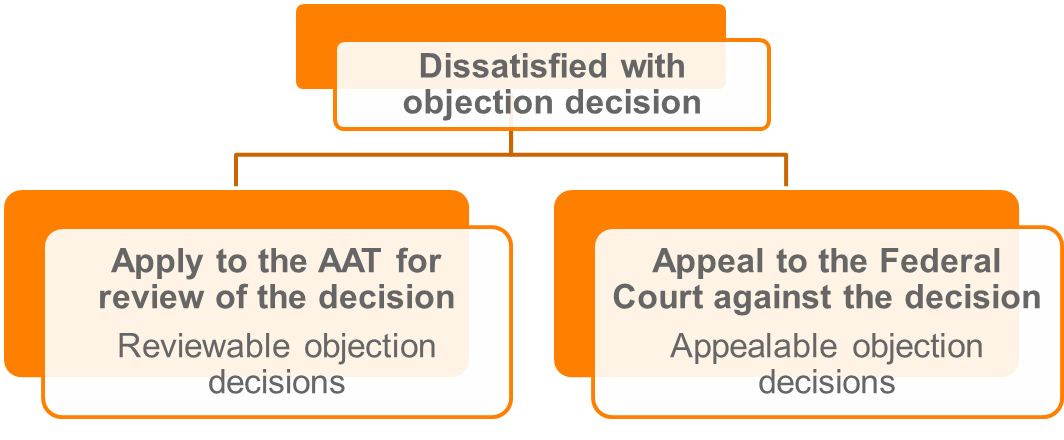 Dissatisfied with
objection decision
Apply to the AAT for
review of the decision
Reviewable objection
decisions
Appeal to the Federal
Court against the decision
Appealable objection
decisions